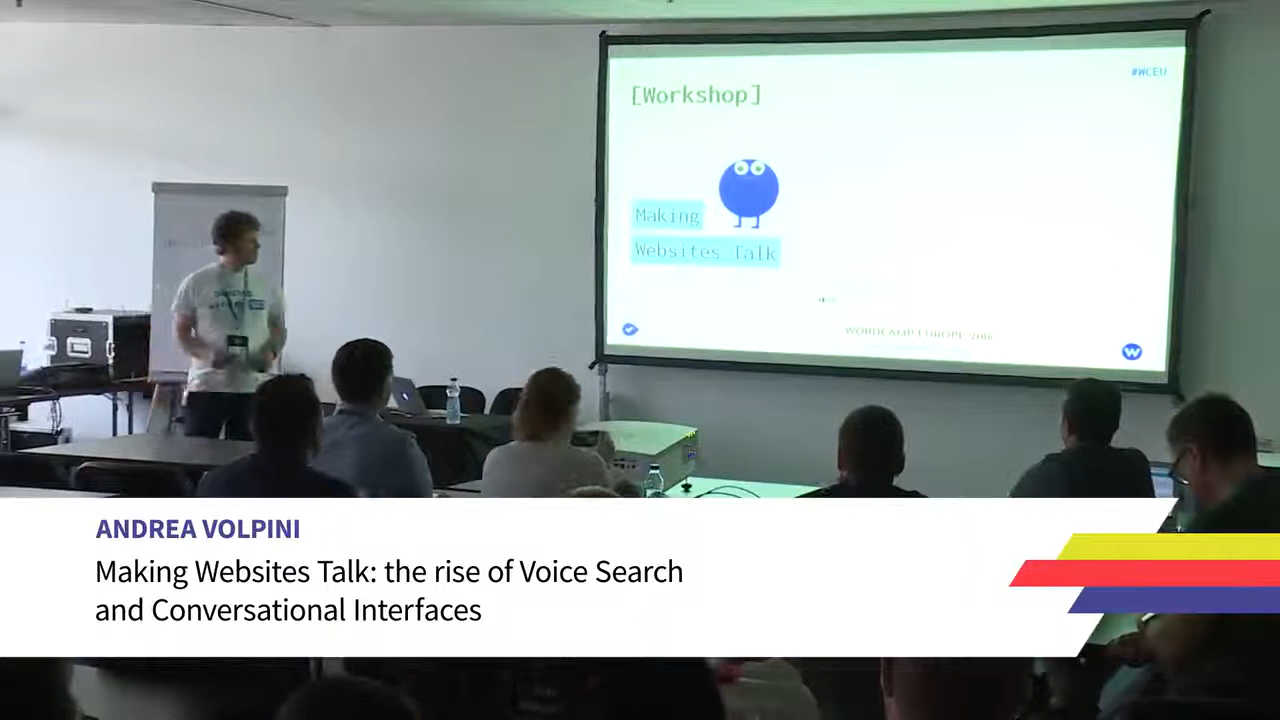 #WCEU
[Workshop]
Making
Websites Talk
WORDCAMP EUROPE
W
ANDREA VOLPINI
Making Websites Talk: the rise of Voice Search
and Conversational Interfaces